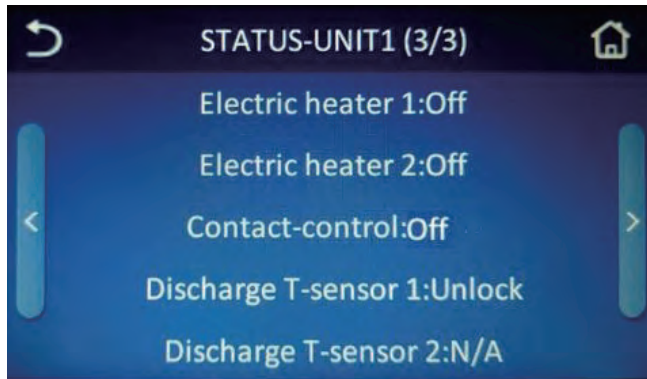 STATUS-UNIT1 (3/3)
Electric heater 1:Off
Electric heater 2:Off
Contact-control:Off
Discharge T-sensor 1:Unlock
Discharge T-sensor 2:N/A